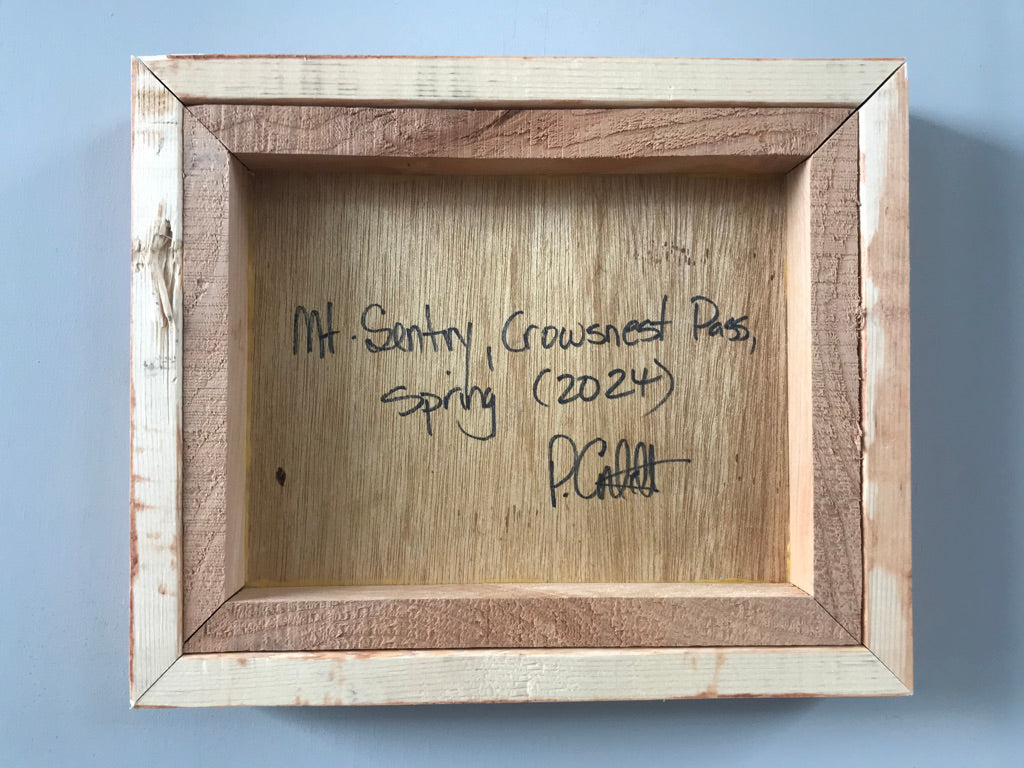 Mt. Sentry, Crowsnest Pass,
Spring (2024)